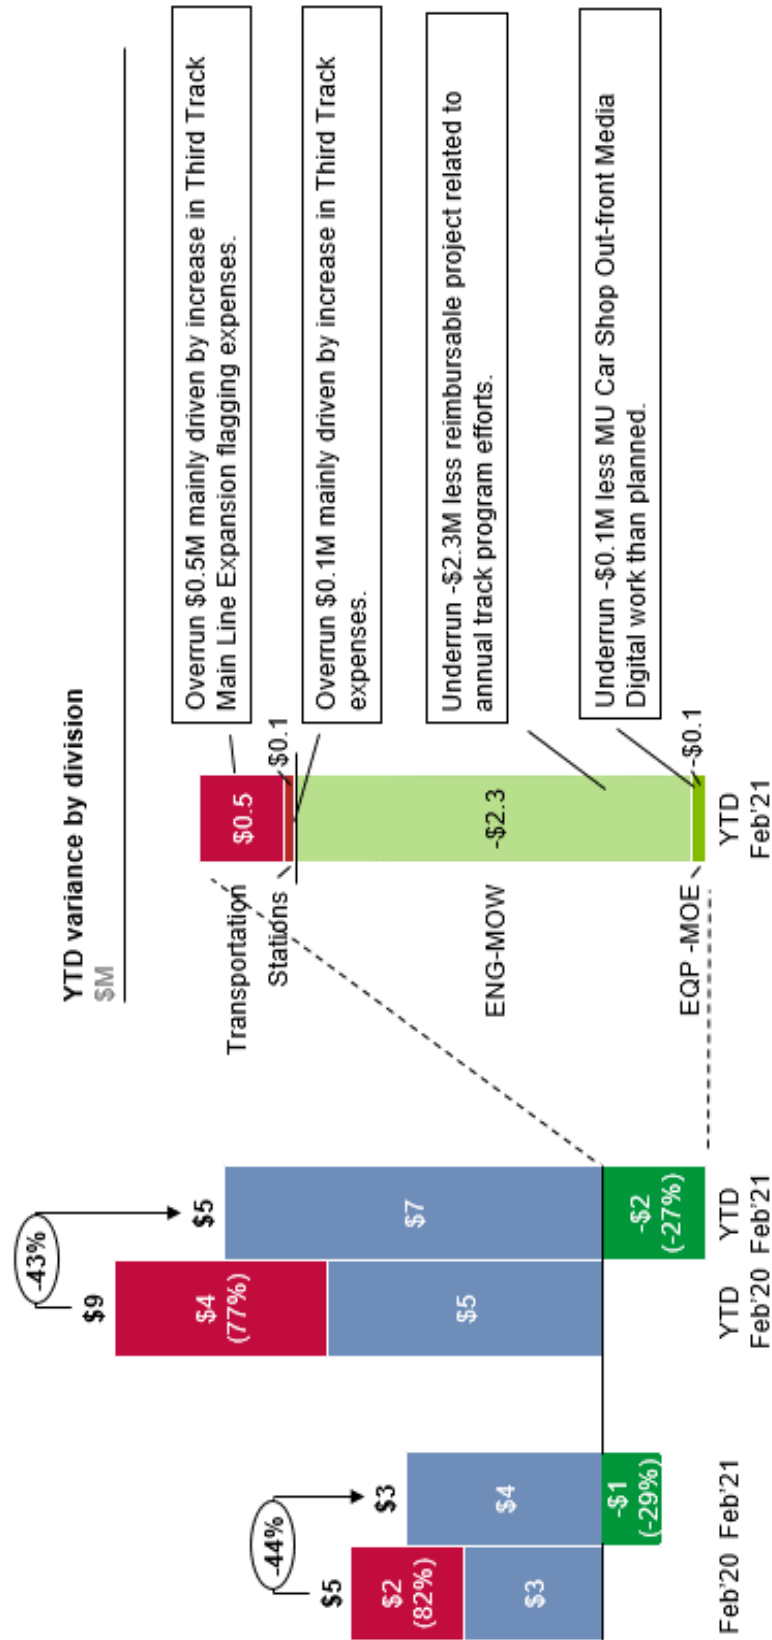 YTD variance by division
$M
-44%
-43%
$5
$3
$9
$5
$2
(82%)
$3
$4
-$1
(-29%)
$4
(77%)
$5
$7
-$2
(-27%)
Feb'20
Feb'21
YTD
Feb'20
YTD
Feb'21
Transportation
$0.5
Stations
$0.1
ENG-MOW
-$2.3
EQP -MOE
-$0.1
YTD
Feb'21
Overrun $0.5M mainly driven by increase in Third Track
Main Line Expansion flagging expenses.
Overrun $0.1M mainly driven by increase in Third Track
expenses.
Underrun -$2.3M less reimbursable project related to
annual track program efforts.
Underrun -$0.1M less MU Car Shop Out-front Media
Digital work than planned.